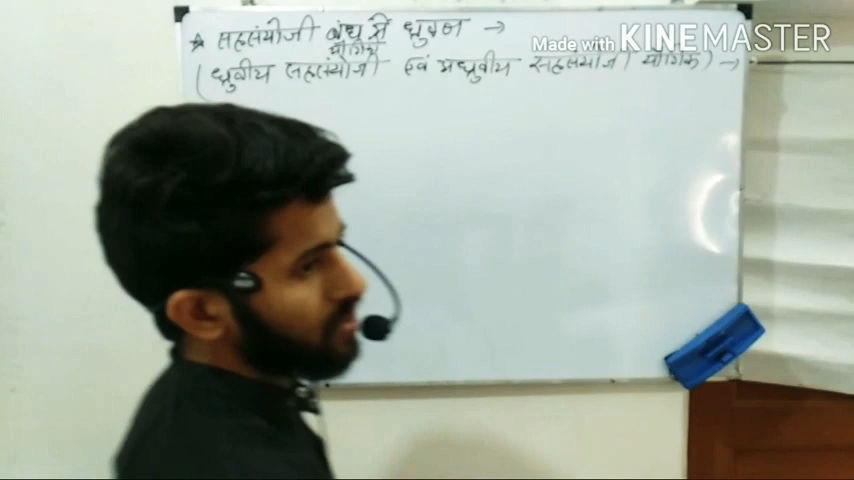 ★ सहसंयोजी बंध में ध्रुवण →
यौगिक
(ध्रुवीय सहसंयोजी एवं अध्रुवीय सहसंयोजी यौगिक) →
Made with KINEMASTER